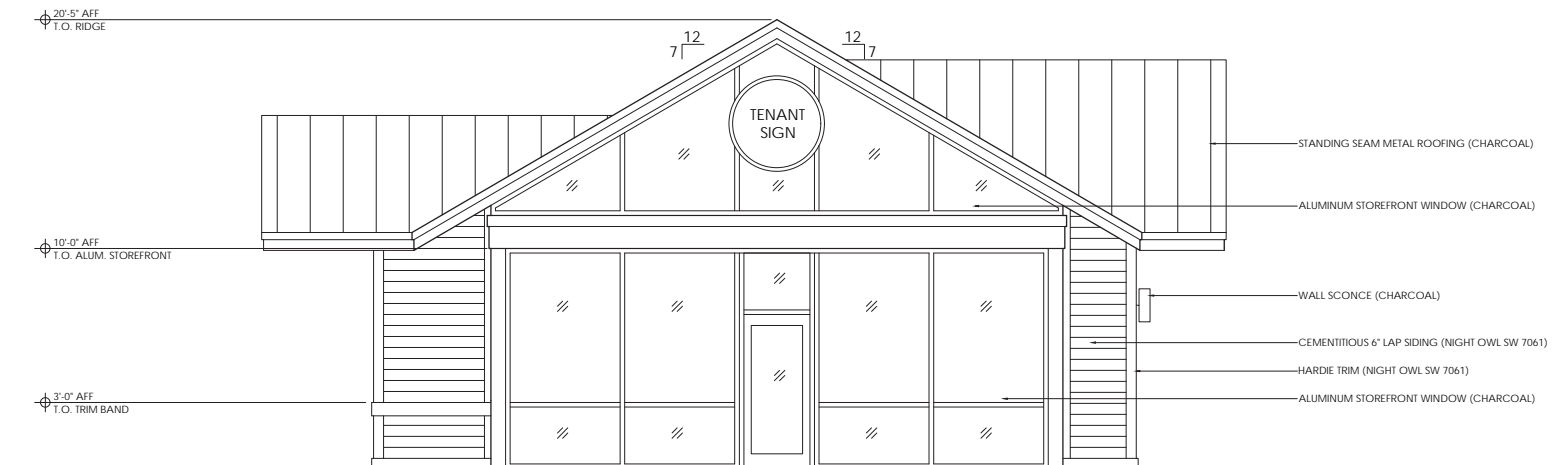 20'-5" AFF
T.O. RIDGE
12
7
12
7
TENANT
SIGN
STANDING SEAM METAL ROOFING (CHARCOAL)
ALUMINUM STOREFRONT WINDOW (CHARCOAL)
10'-0" AFF
T.O. ALUM. STOREFRONT
WALL SCONCE (CHARCOAL)
CEMENTITIOUS 6" LAP SIDING (NIGHT OWL SW 7061)
HARDIE TRIM (NIGHT OWL SW 7061)
3'-0" AFF
T.O. TRIM BAND
ALUMINUM STOREFRONT WINDOW (CHARCOAL)